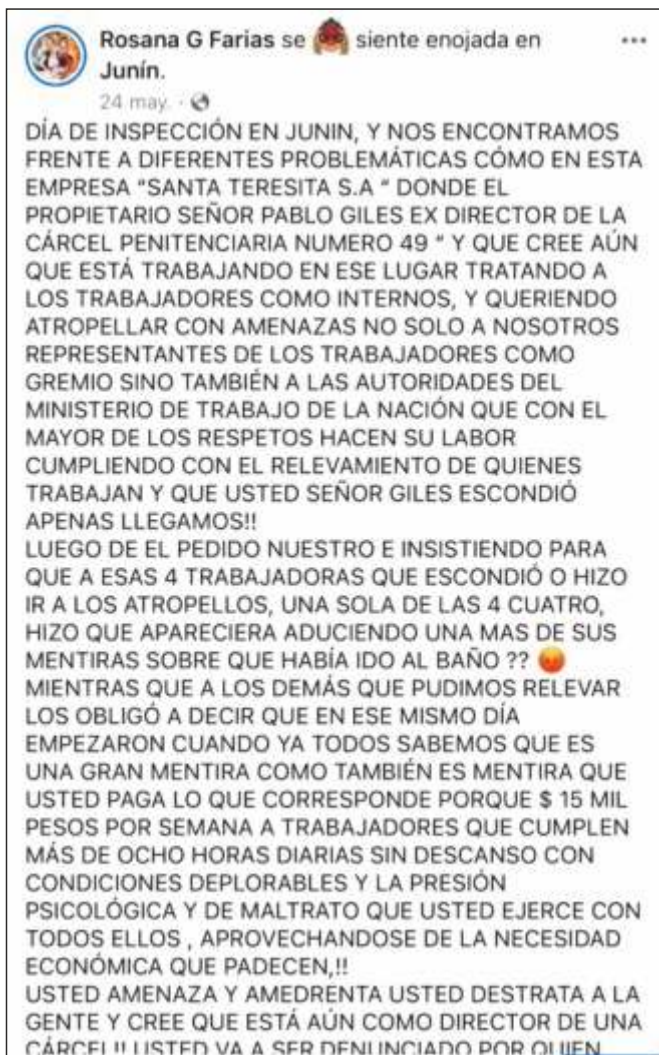 Rosana G Farias se siente enojada en
Junín.
24 may. ·
DÍA DE INSPECCIÓN EN JUNIN, Y NOS ENCONTRAMOS
FRENTE A DIFERENTES PROBLEMÁTICAS CÓMO EN ESTA
EMPRESA "SANTA TERESITA S.A " DONDE EL
PROPIETARIO SEÑOR PABLO GILES EX DIRECTOR DE LA
CÁRCEL PENITENCIARIA NUMERO 49 " Y QUE CREE AÚN
QUE ESTÁ TRABAJANDO EN ESE LUGAR TRATANDO A
LOS TRABAJADORES COMO INTERNOS, Y QUERIENDO
ATROPELLAR CON AMENAZAS NO SOLO A NOSOTROS
REPRESENTANTES DE LOS TRABAJADORES COMO
GREMIO SINO TAMBIÉN A LAS AUTORIDADES DEL
MINISTERIO DE TRABAJO DE LA NACIÓN QUE CON EL
MAYOR DE LOS RESPETOS HACEN SU LABOR
CUMPLIENDO CON EL RELEVAMIENTO DE QUIENES
TRABAJAN Y QUE USTED SEÑOR GILES ESCONDIÓ
APENAS LLEGAMOS!!
LUEGO DE EL PEDIDO NUESTRO E INSISTIENDO PARA
QUE A ESAS 4 TRABAJADORAS QUE ESCONDIÓ O HIZO
IR A LOS ATROPELLOS, UNA SOLA DE LAS 4 CUATRO,
HIZO QUE APARECIERA ADUCIENDO UNA MAS DE SUS
MENTIRAS SOBRE QUE HABÍA IDO AL BAÑO ?? 😡
MIENTRAS QUE A LOS DEMÁS QUE PUDIMOS RELEVAR
LOS OBLIGÓ A DECIR QUE EN ESE MISMO DÍA
EMPEZARON CUANDO YA TODOS SABEMOS QUE ES
UNA GRAN MENTIRA COMO TAMBIÉN ES MENTIRA QUE
USTED PAGA LO QUE CORRESPONDE PORQUE $ 15 MIL
PESOS POR SEMANA A TRABAJADORES QUE CUMPLEN
MÁS DE OCHO HORAS DIARIAS SIN DESCANSO CON
CONDICIONES DEPLORABLES Y LA PRESIÓN
PSICOLÓGICA Y DE MALTRATO QUE USTED EJERCE CON
TODOS ELLOS , APROVECHANDOSE DE LA NECESIDAD
ECONÓMICA QUE PADECEN,!!
USTED AMENAZA Y AMEDRENTA USTED DESTRATA A LA
GENTE Y CREE QUE ESTÁ AÚN COMO DIRECTOR DE UNA
CÁRCEL!! USTED VA A SER DENUNCIADO POR QUIEN